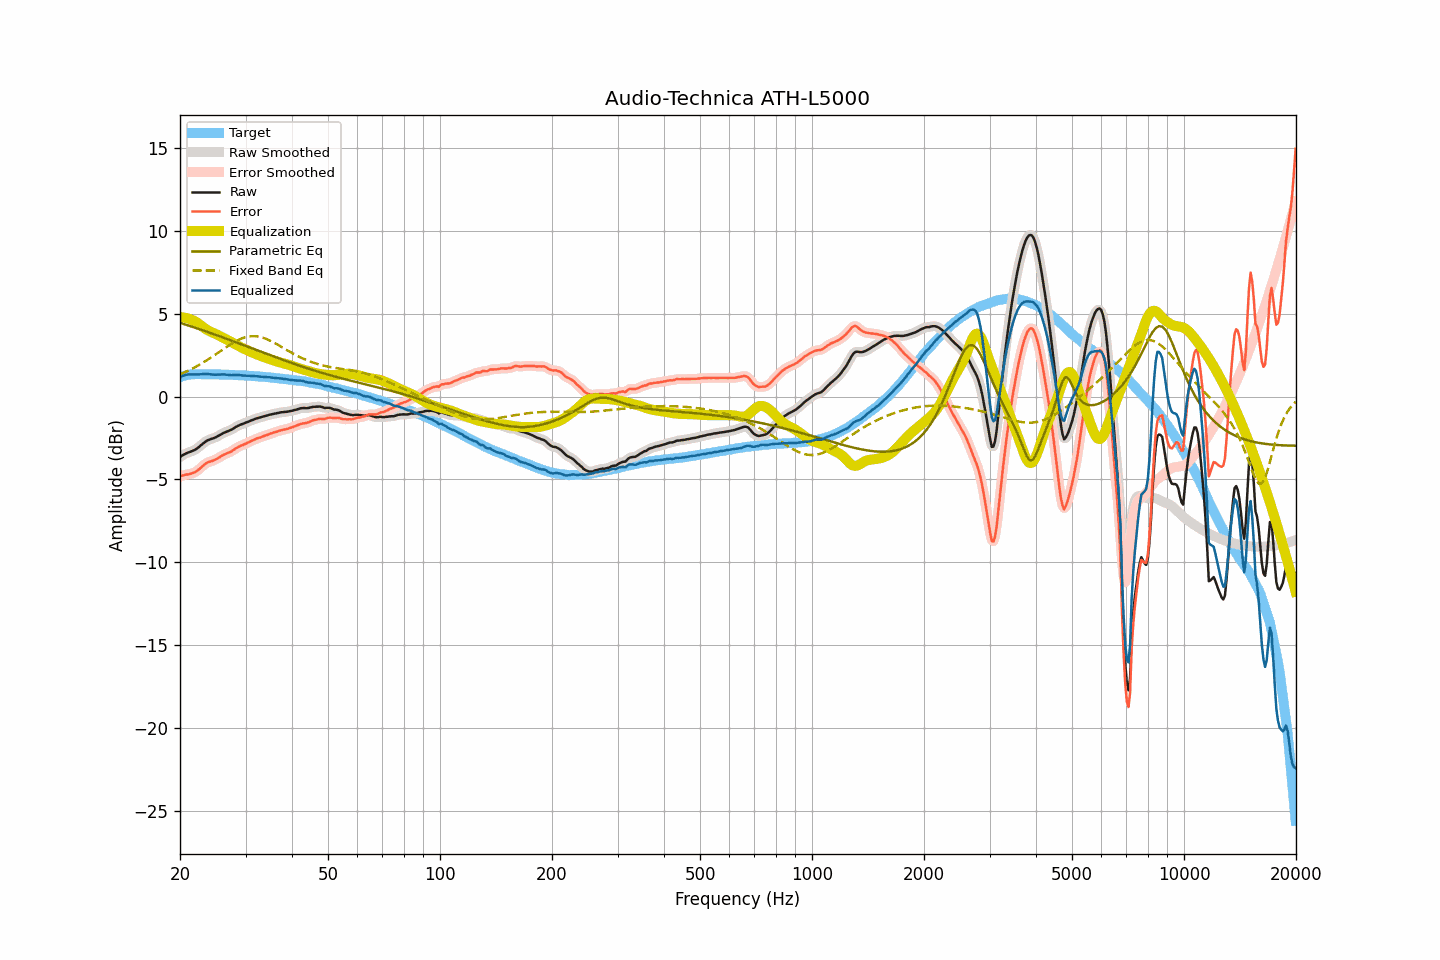 Audio-Technica ATH-L5000
Target
Raw Smoothed
Error Smoothed
Raw
Error
Equalization
Parametric Eq
Fixed Band Eq
Equalized
15
10
5
0
−5
−10
−15
−20
−25
Amplitude (dBr)
20 50 100 200 500 1000 2000 5000 10000 20000
Frequency (Hz)